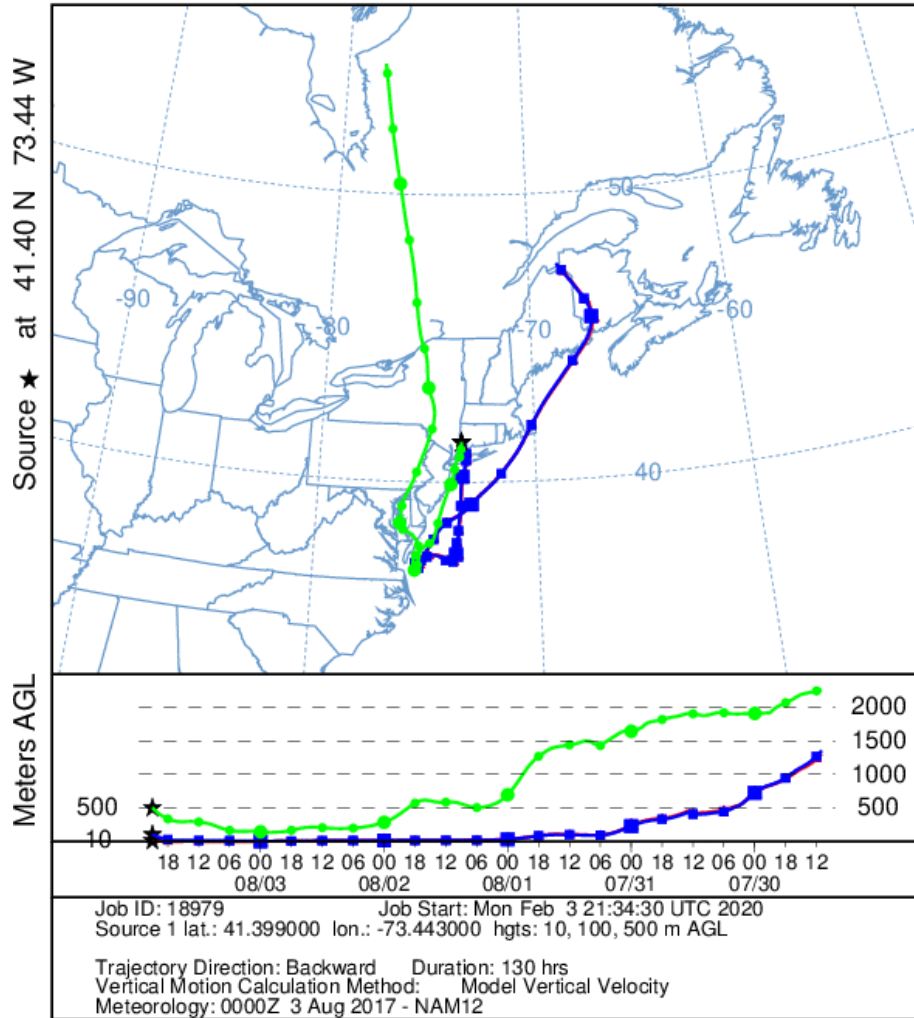 Source ★ at 41.40 N 73.44 W
50
-90
-80
-70
-60
40
Meters AGL
2000
1500
1000
500
500
10
18 12 06 00 18 12 06 00 18 12 06 00 18 12 06 00 18 12 06 00 18 12
08/03 08/02 08/01 07/31 07/30
Job ID: 18979 Job Start: Mon Feb 3 21:34:30 UTC 2020
Source 1 lat.: 41.399000 lon.: -73.443000 hgts: 10, 100, 500 m AGL
Trajectory Direction: Backward Duration: 130 hrs
Vertical Motion Calculation Method: Model Vertical Velocity
Meteorology: 0000Z 3 Aug 2017 - NAM12